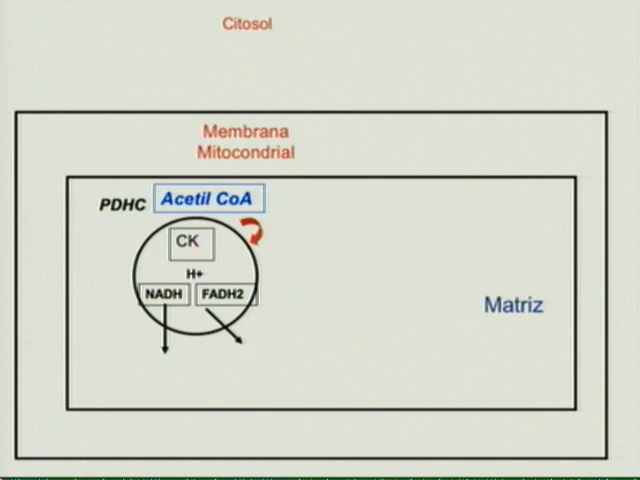 Citosol
Membrana
Mitocondrial
PDHC
Acetil CoA
CK
H+
NADH
FADH2
Matriz